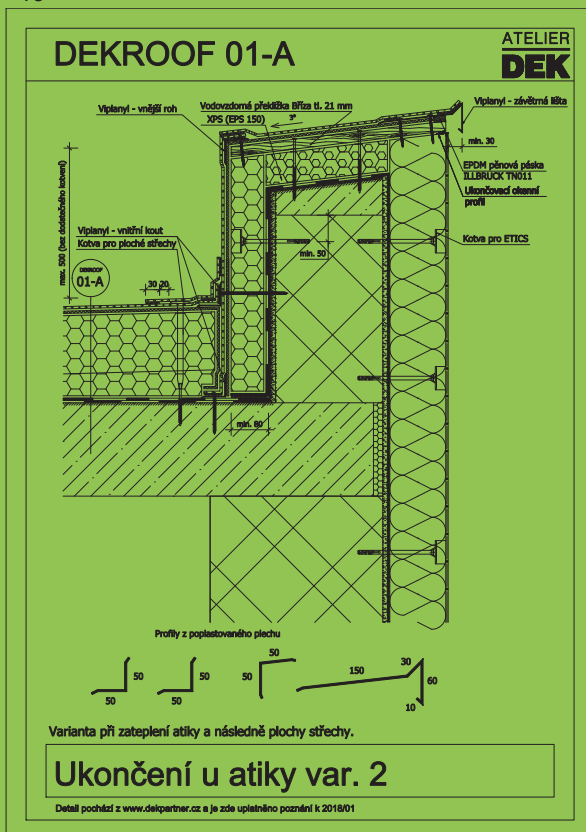 DEKROOF 01-A
ATELIER
DEK
Viplanyl - vnější roh
Vodovzdorná překližka Bříza tl. 21 mm
XPS (EPS 150)
3°
Viplanyl - závětrná lišta
min. 30
EPDM pěnová páska
ILLBRUCK TN011
Ukončovací okenní
profil
max. 500 (bez dodatečného kotvení)
Viplanyl - vnitřní kout
Kotva pro ploché střechy
Kotva pro ETICS
min. 50
DEKROOF
01-A
30 20
min. 80
Profily z poplastovaného plechu
50
50
50
50
50
50
150
30
60
10
Varianta při zateplení atiky a následně plochy střechy.
Ukončení u atiky var. 2
Detail pochází z www.dekpartner.cz a je zde uplatněno poznání k 2018/01